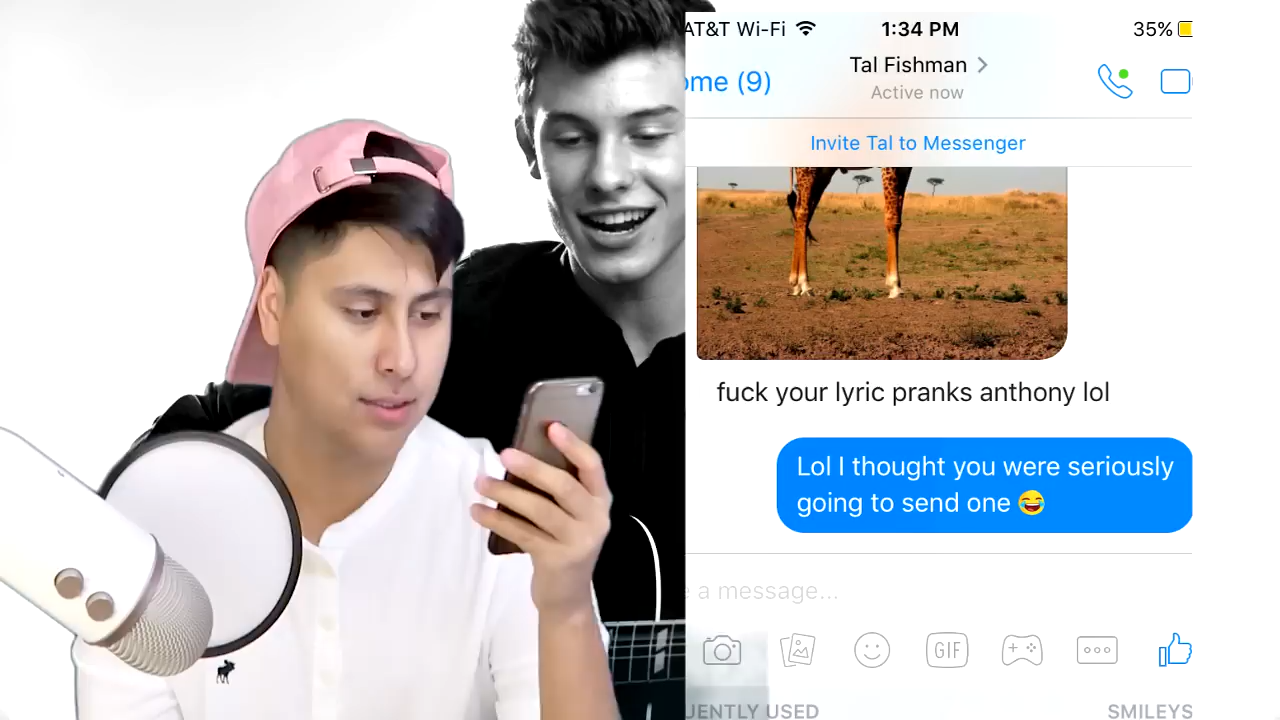 AT&T Wi-Fi 1:34 PM 35%
ome (9) Tal Fishman
Active now
Invite Tal to Messenger
fuck your lyric pranks anthony lol
Lol I thought you were seriously
going to send one 😂
e a message...
GIF
UENTLY USED SMILEYS